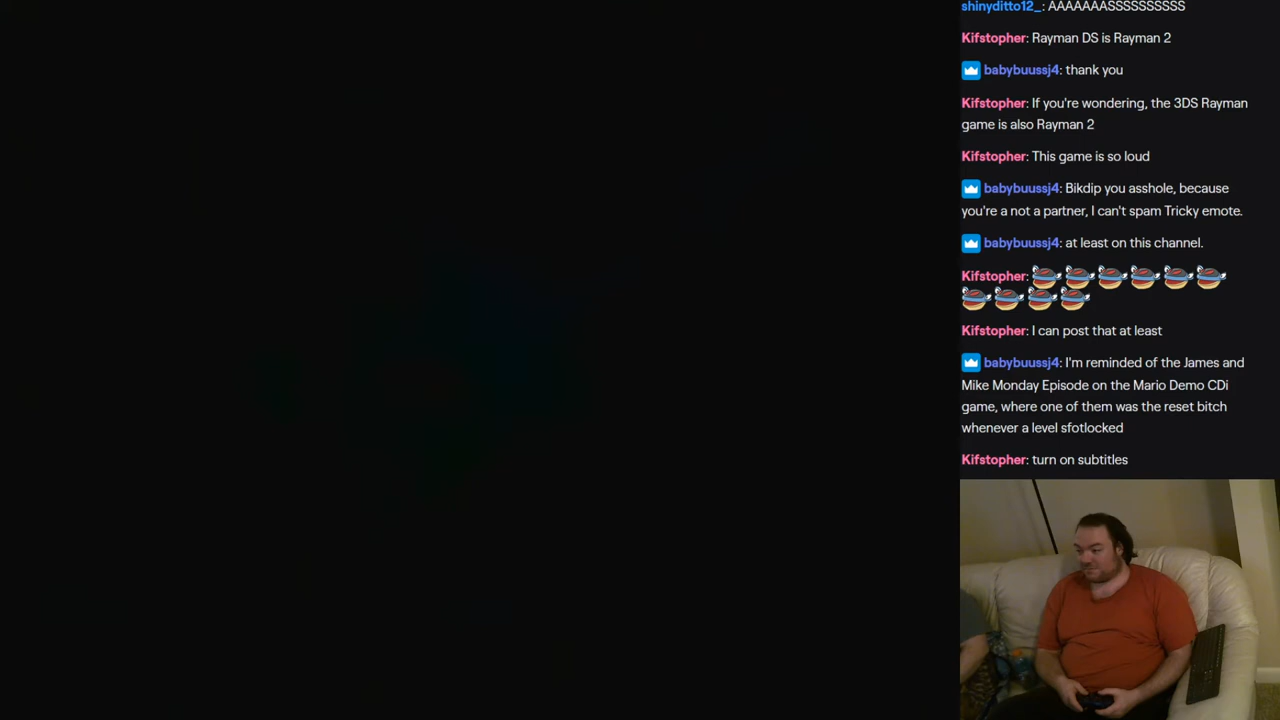 shinyditto12_: AAAAAAASSSSSSSSSS
Kifstopher: Rayman DS is Rayman 2
babybuussj4: thank you
Kifstopher: If you're wondering, the 3DS Rayman
game is also Rayman 2
Kifstopher: This game is so loud
babybuussj4: Bikdip you asshole, because
you're a not a partner, I can't spam Tricky emote.
babybuussj4: at least on this channel.
Kifstopher:
Kifstopher: I can post that at least
babybuussj4: I'm reminded of the James and
Mike Monday Episode on the Mario Demo CDi
game, where one of them was the reset bitch
whenever a level sfotlocked
Kifstopher: turn on subtitles